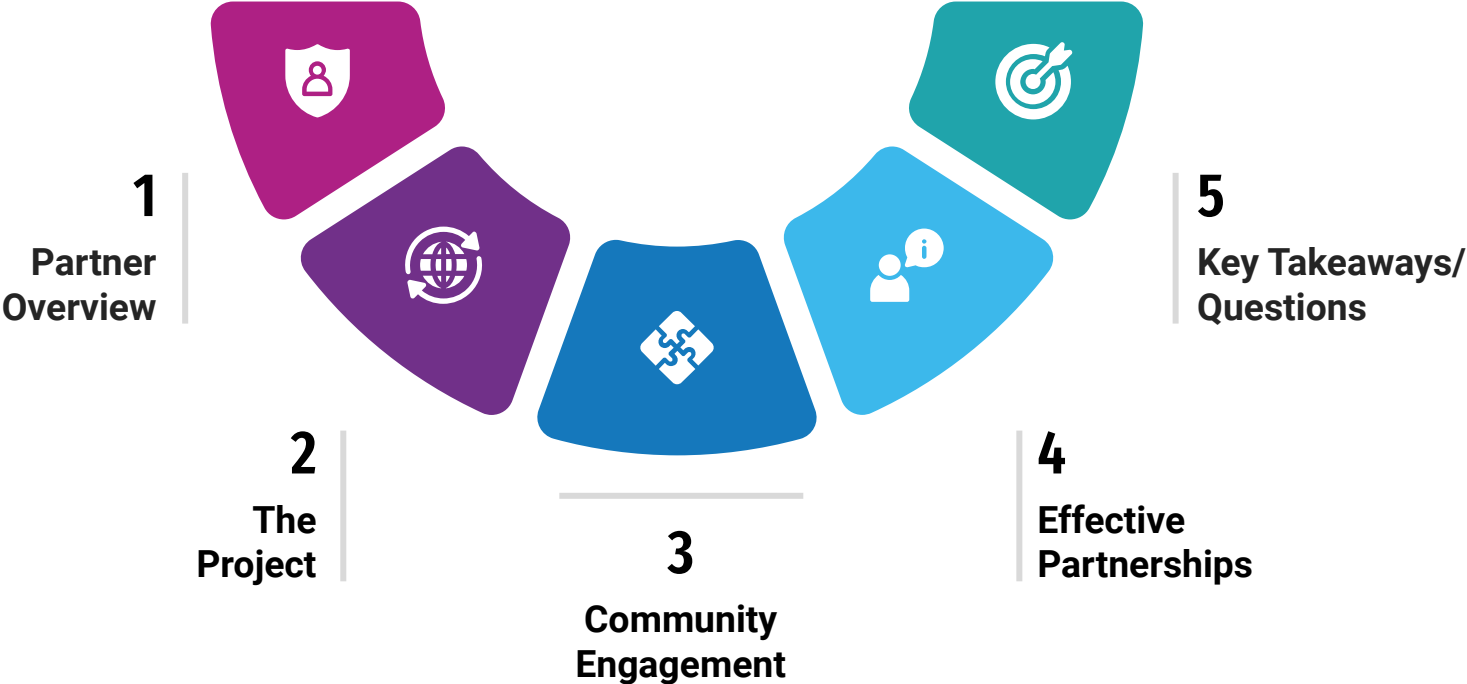 1
Partner
Overview
2
The
Project
3
Community
Engagement
4
Effective
Partnerships
5
Key Takeaways/
Questions
i